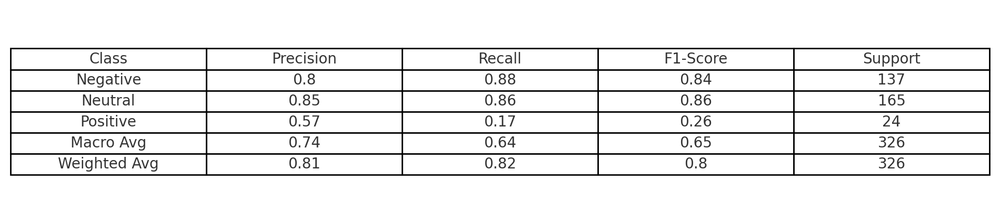 Class Precision Recall F1-Score Support
Negative 0.8 0.88 0.84 137
Neutral 0.85 0.86 0.86 165
Positive 0.57 0.17 0.26 24
Macro Avg 0.74 0.64 0.65 326
Weighted Avg 0.81 0.82 0.8 326